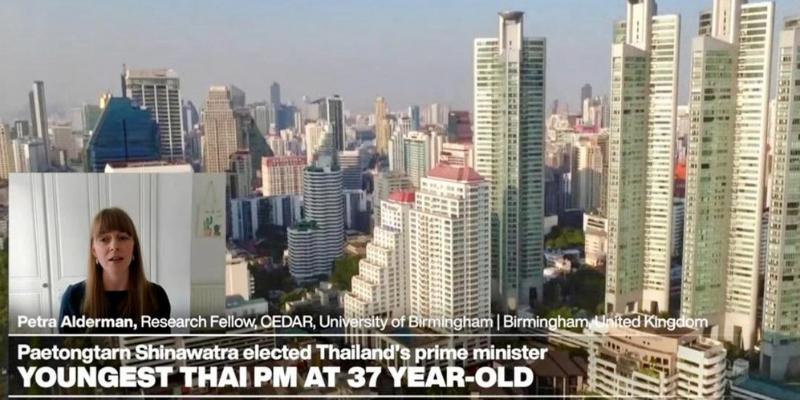 Petra Alderman, Research Fellow, CEDAR, University of Birmingham | Birmingham, United Kingdom
Paetongtarn Shinawatra elected Thailand's prime minister
YOUNGEST THAI PM AT 37 YEAR-OLD